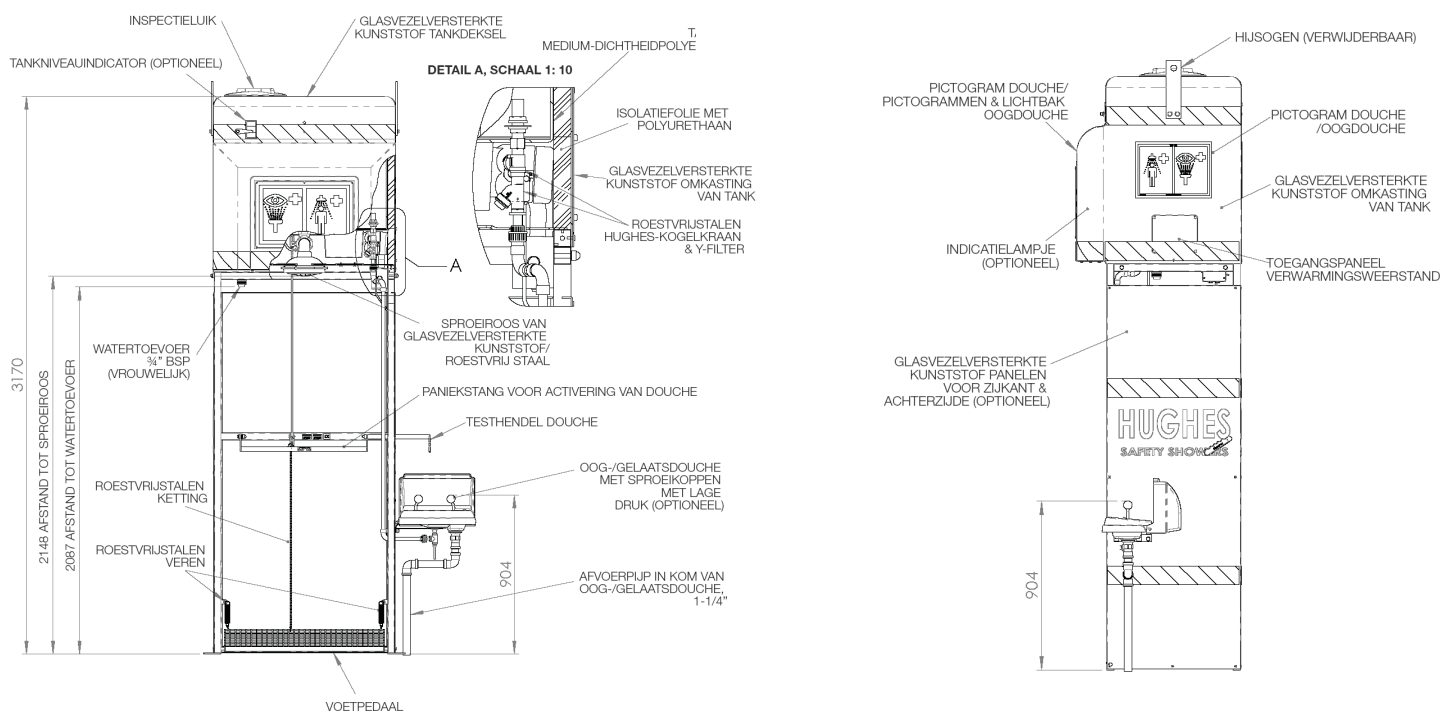 INSPECTIELUIK
GLASVEZELVERSTERKTE
KUNSTSTOF TANKDEKSEL
TANKNIVEAUINDICATOR (OPTIONEEL)
MEDIUM-DICHTHEIDPOLYE
DETAIL A, SCHAAL 1: 10
ISOLATIEFOLIE MET
POLYURETHAAN
GLASVEZELVERSTERKTE
KUNSTSTOF OMKASTING
VAN TANK
ROESTVRIJSTALEN
HUGHES-KOGELKRAAN
& Y-FILTER
A
SPROEIROOS VAN
GLASVEZELVERSTERKTE
KUNSTSTOF/
ROESTVRIJ STAAL
WATERTOEVOER
¾" BSP
(VROUWELIJK)
3170
2148 AFSTAND TOT SPROEIROOS
2087 AFSTAND TOT WATERTOEVOER
PANIEKSTANG VOOR ACTIVERING VAN DOUCHE
TESTHENDEL DOUCHE
ROESTVRIJSTALEN
KETTING
OOG-/GELAATSDOUCHE
MET SPROEIKOPPEN
MET LAGE
DRUK (OPTIONEEL)
ROESTVRIJSTALEN
VEREN
904
AFVOERPIJP IN KOM VAN
OOG-/GELAATSDOUCHE,
1-1/4"
VOETPEDAAL
HIJSOGEN (VERWIJDERBAAR)
PICTOGRAM DOUCHE/
PICTOGRAMMEN & LICHTBAK
OOGDOUCHE
PICTOGRAM DOUCHE
/OOGDOUCHE
GLASVEZELVERSTERKTE
KUNSTSTOF OMKASTING
VAN TANK
INDICATIELAMPJE
(OPTIONEEL)
TOEGANGSPANEEL
VERWARMINGSWEERSTAND
GLASVEZELVERSTERKTE
KUNSTSTOF PANELEN
VOOR ZIJKANT &
ACHTERZIJDE (OPTIONEEL)
HUGHES
SAFETY SHOWERS
904